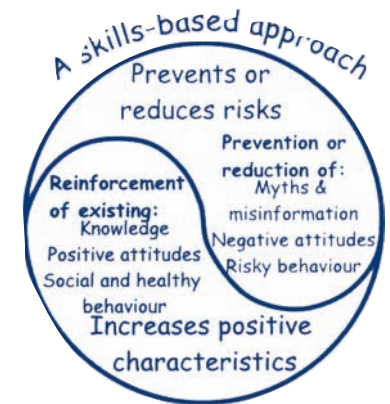 A skills-based approach
Prevents or
reduces risks
Prevention or
reduction of:
Myths &
misinformation
Negative attitudes
Risky behaviour
Reinforcement
of existing:
Knowledge
Positive attitudes
Social and healthy
behaviour
Increases positive
characteristics